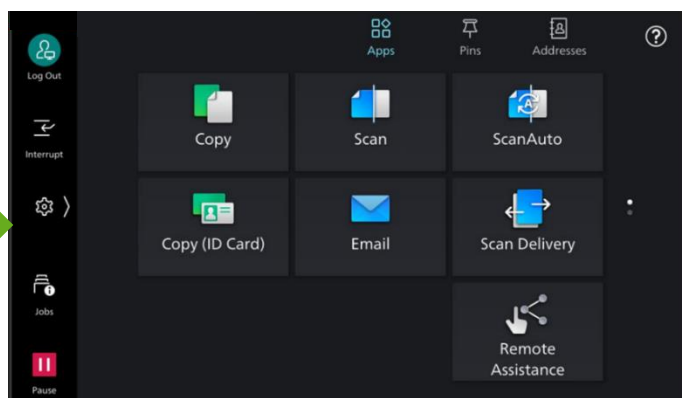 Apps
Pins
Addresses
Log Out
Interrupt
Jobs
Pause
Copy
Scan
ScanAuto
Copy (ID Card)
Email
Scan Delivery
Remote
Assistance